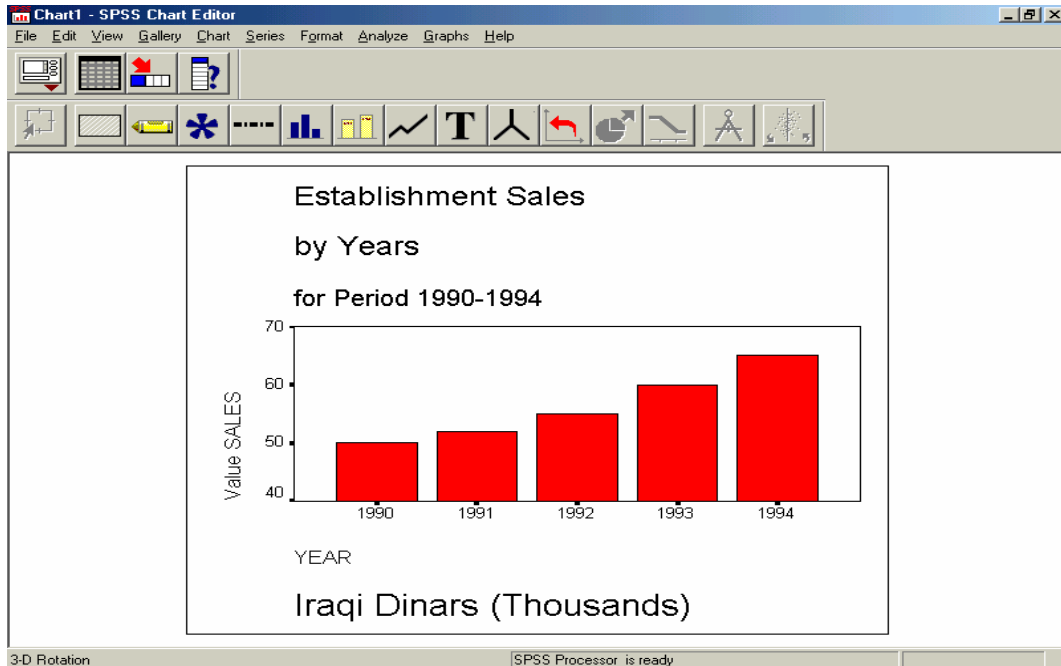 Chart1 - SPSS Chart Editor
File Edit View Gallery Chart Series Format Analyze Graphs Help
Establishment Sales
by Years
for Period 1990-1994
70
60
50
40
Value SALES
1990 1991 1992 1993 1994
YEAR
Iraqi Dinars (Thousands)
3-D Rotation SPSS Processor is ready